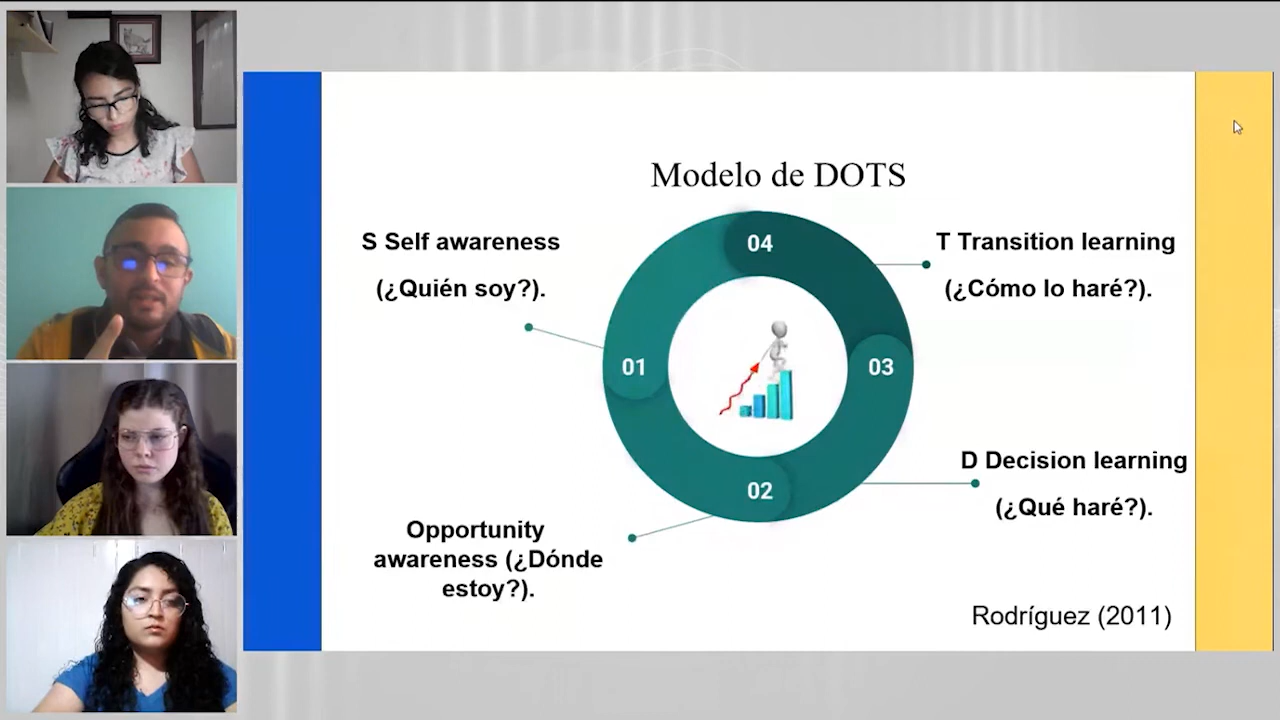 Modelo de DOTS
S Self awareness
(¿Quién soy?).
04
T Transition learning
(¿Cómo lo haré?).
01
03
02
D Decision learning
(¿Qué haré?).
Opportunity
awareness (¿Dónde
estoy?).
Rodríguez (2011)